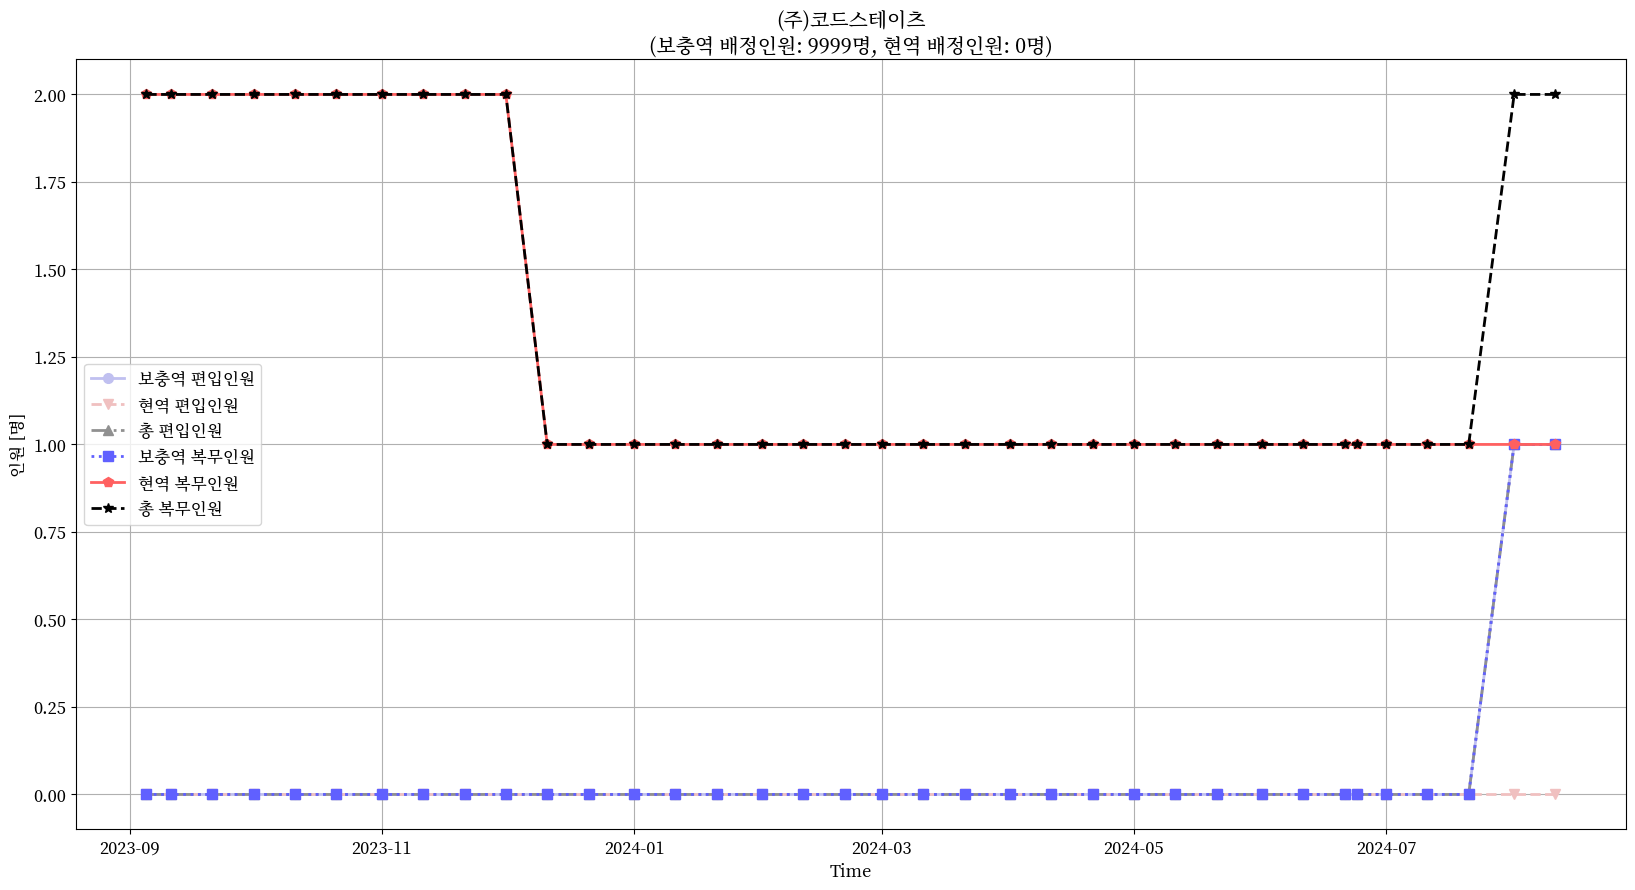 (주)코드스테이츠
(보충역 배정인원: 9999명, 현역 배정인원: 0명)
2.00
1.75
1.50
1.25
1.00
0.75
0.50
0.25
0.00
인원 [명]
보충역 편입인원
현역 편입인원
총 편입인원
보충역 복무인원
현역 복무인원
총 복무인원
2023-09
2023-11
2024-01
2024-03
2024-05
2024-07
Time